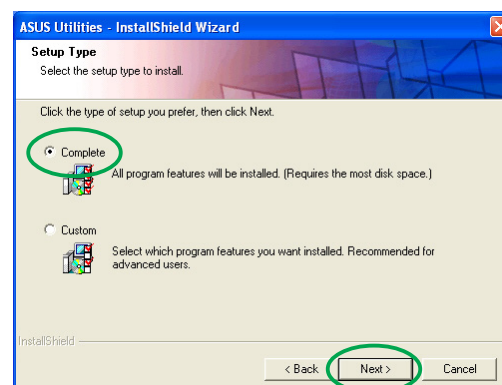 ASUS Utilities - InstallShield Wizard
Setup Type
Select the setup type to install.
Click the type of setup you prefer, then click Next.
Complete
All program features will be installed. (Requires the most disk space.)
Custom
Select which program features you want installed. Recommended for
advanced users.
InstallShield
< Back Next > Cancel